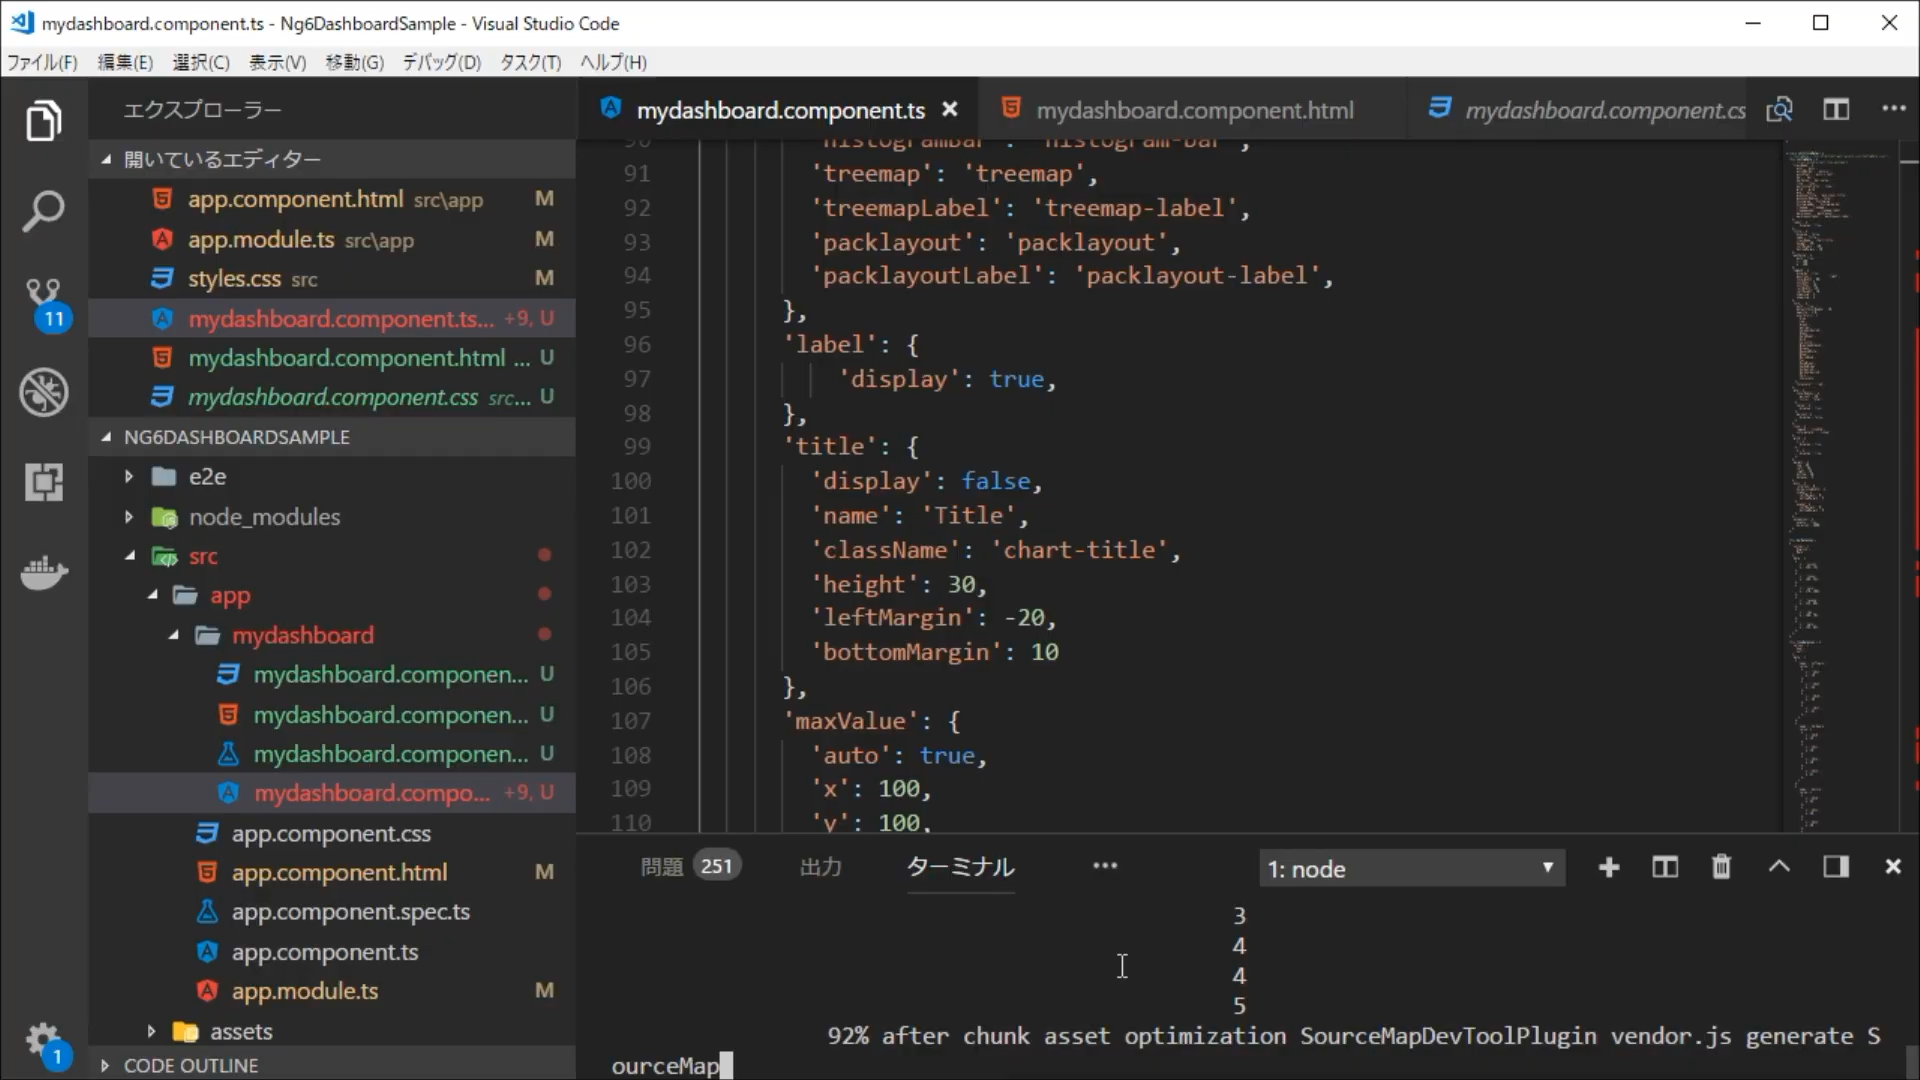 mydashboard.component.ts - Ng6DashboardSample - Visual Studio Code
ファイル(F) 編集(E) 選択(C) 表示(V) 移動(G) デバッグ(D) タスク(T) ヘルプ(H)
エクスプローラー
開いているエディター
app.component.html src\app M
app.module.ts src\app M
styles.css src M
mydashboard.component.ts... +9, U
mydashboard.component.html ... U
mydashboard.component.css src... U
NG6DASHBOARDSAMPLE
e2e
node_modules
src
app
mydashboard
mydashboard.componen... U
mydashboard.componen... U
mydashboard.componen... U
mydashboard.compo... +9, U
app.component.css
app.component.html M
app.component.spec.ts
app.component.ts
app.module.ts M
assets
CODE OUTLINE
11
1
mydashboard.component.ts mydashboard.component.html mydashboard.component.cs
90 'histogramBar': 'histogram-bar',
91 'treemap': 'treemap',
92 'treemapLabel': 'treemap-label',
93 'packlayout': 'packlayout',
94 'packlayoutLabel': 'packlayout-label',
95 },
96 'label': {
97 'display': true,
98 },
99 'title': {
100 'display': false,
101 'name': 'Title',
102 'className': 'chart-title',
103 'height': 30,
104 'leftMargin': -20,
105 'bottomMargin': 10
106 },
107 'maxValue': {
108 'auto': true,
109 'x': 100,
110 'y': 100,
問題 251 出力 ターミナル ... 1: node
3
4
4
5
92% after chunk asset optimization SourceMapDevToolPlugin vendor.js generate S
ourceMap